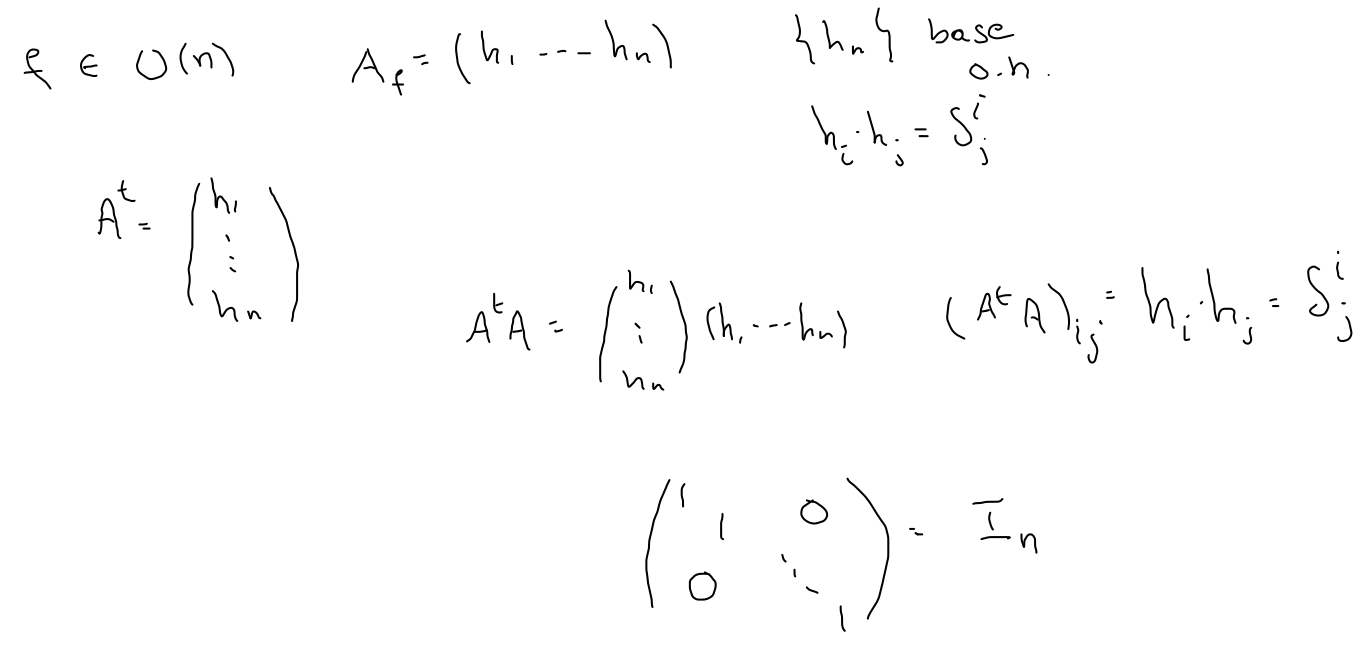 f ∈ O(n) A_f = (h_1 --- h_n) {h_n} base
o.n.
h_i · h_j = δ^i_j
A^t = (h_1 ⋮ h_n)
A^t A = (h_1 ⋮ h_n) (h_1 --- h_n) (A^t A)_ij = h_i · h_j = δ^i_j
(1 1 0 0 ⋱ 1) = I_n